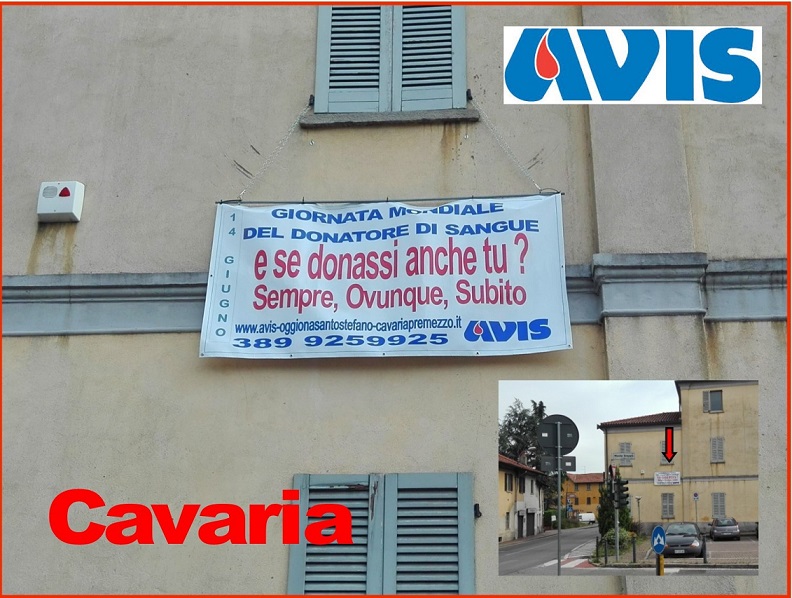 AVIS
14 GIUGNO
GIORNATA MONDIALE
DEL DONATORE DI SANGUE
e se donassi anche tu ?
Sempre, Ovunque, Subito
www.avis-oggionasantostefano-cavariapremezzo.it
AVIS
389 9259925
Cavaria